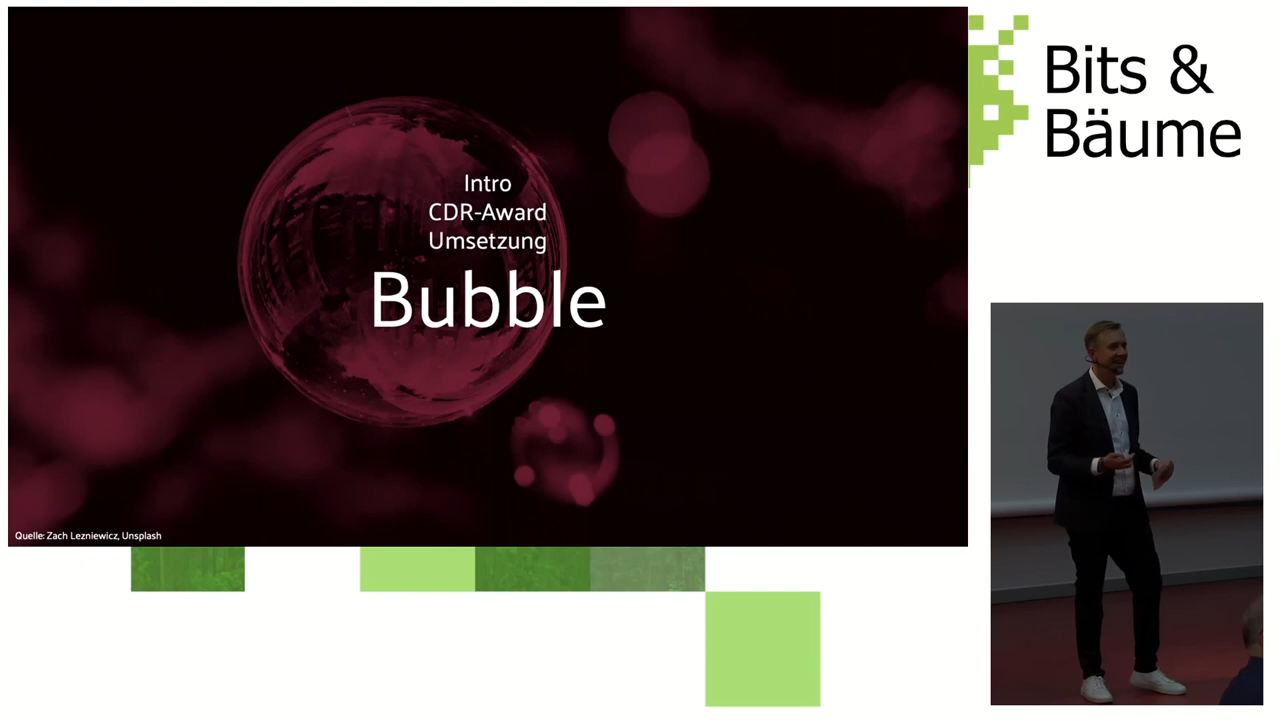 Intro
CDR-Award
Umsetzung
Bubble
Quelle: Zach Lezniewicz, Unsplash
Bits &
Bäume